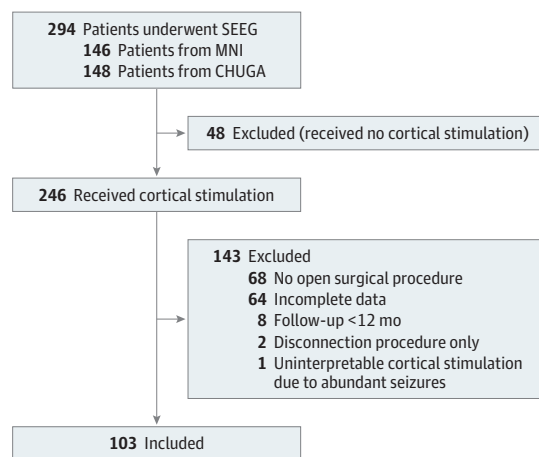 294 Patients underwent SEEG
146 Patients from MNI
148 Patients from CHUGA
48 Excluded (received no cortical stimulation)
246 Received cortical stimulation
143 Excluded
68 No open surgical procedure
64 Incomplete data
8 Follow-up <12 mo
2 Disconnection procedure only
1 Uninterpretable cortical stimulation
due to abundant seizures
103 Included